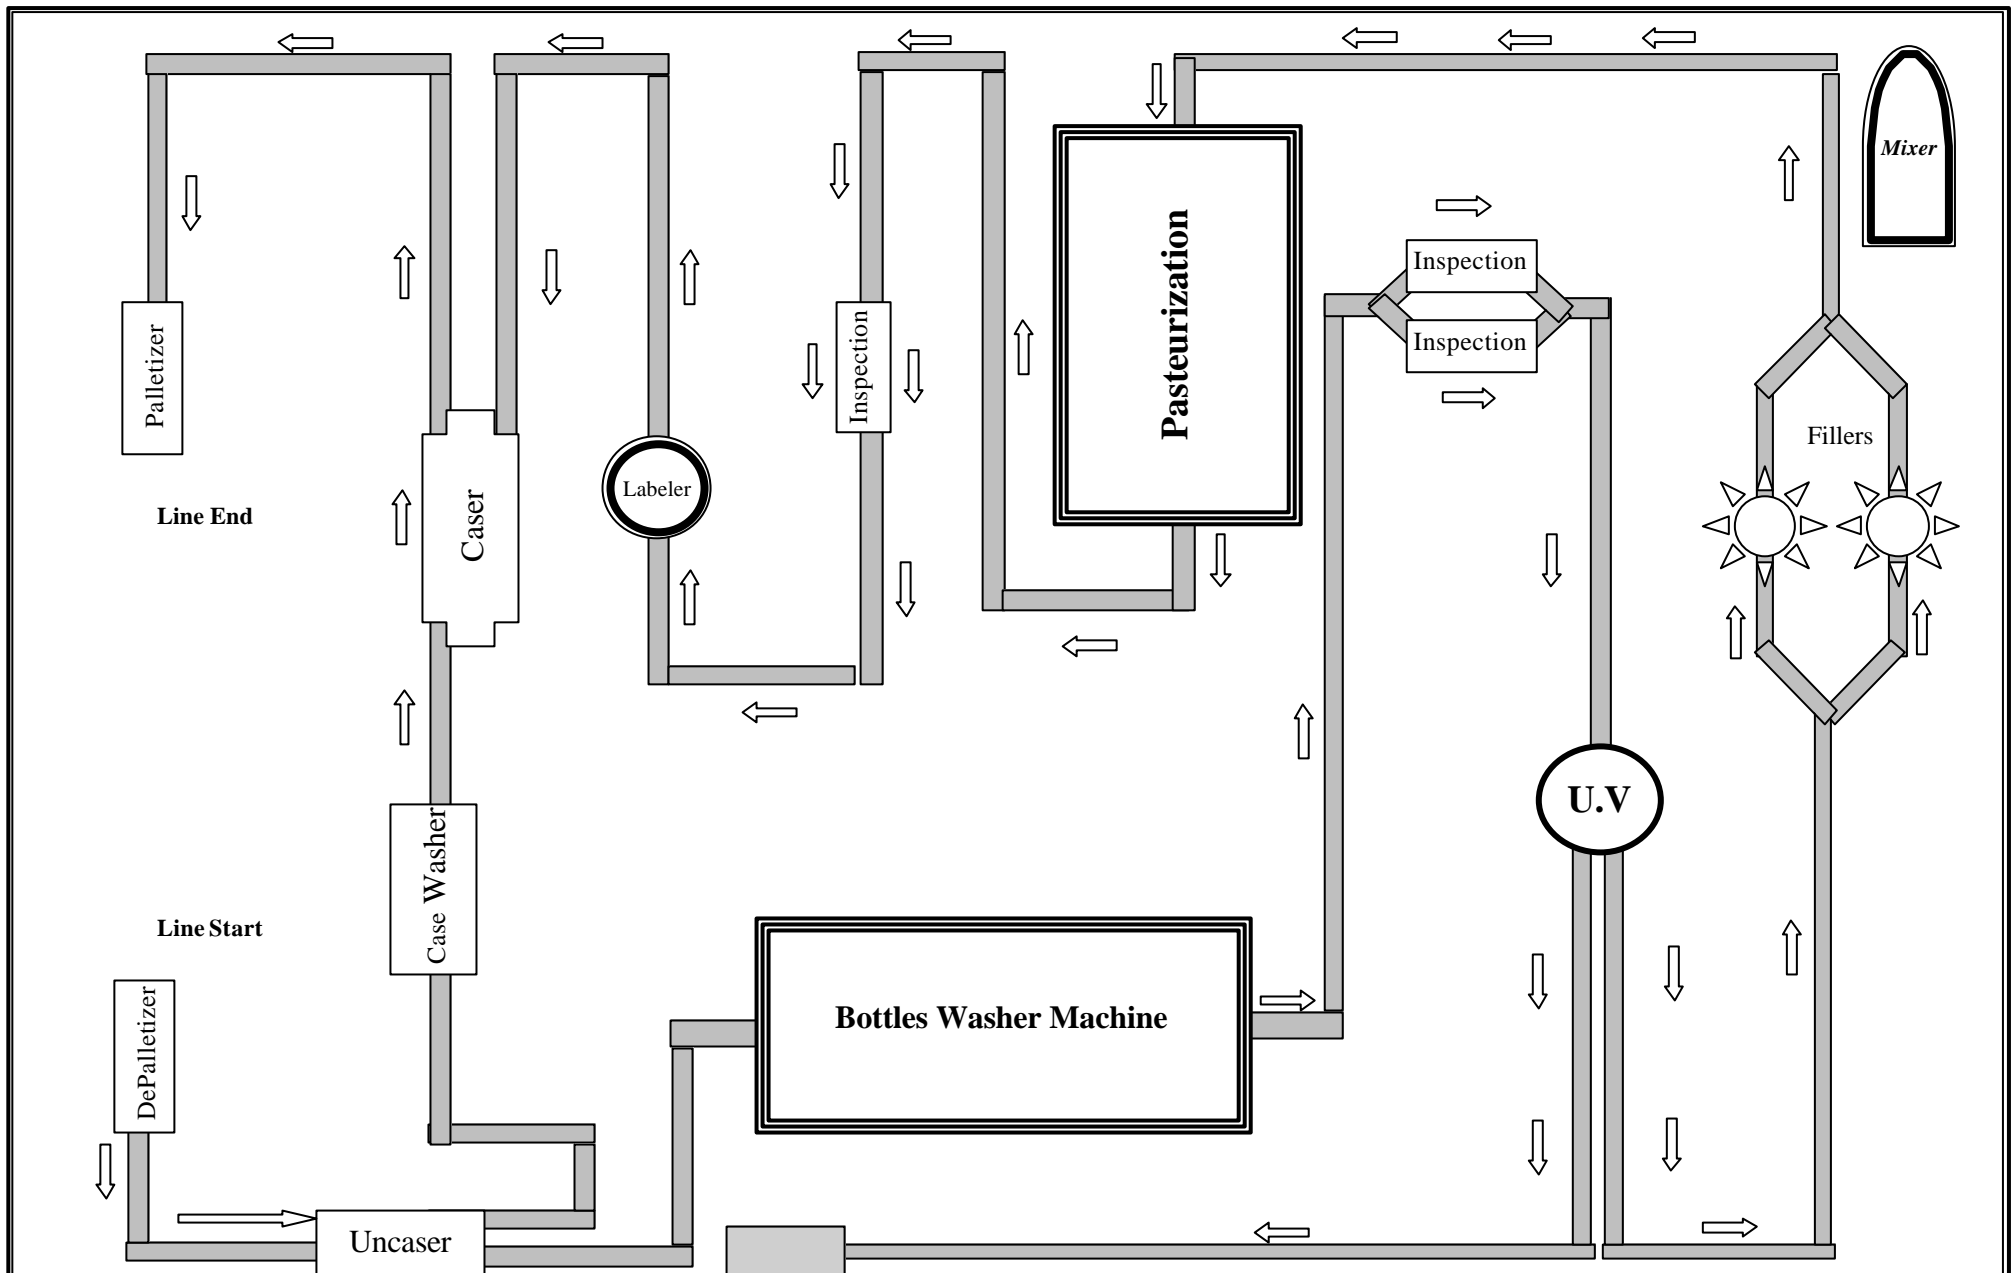 Mixer
Pasteurization
Inspection
Inspection
Inspection
Palletizer
Fillers
Labeler
Caser
Line End
U.V
Case Washer
Line Start
Bottles Washer Machine
DePalletizer
Uncaser